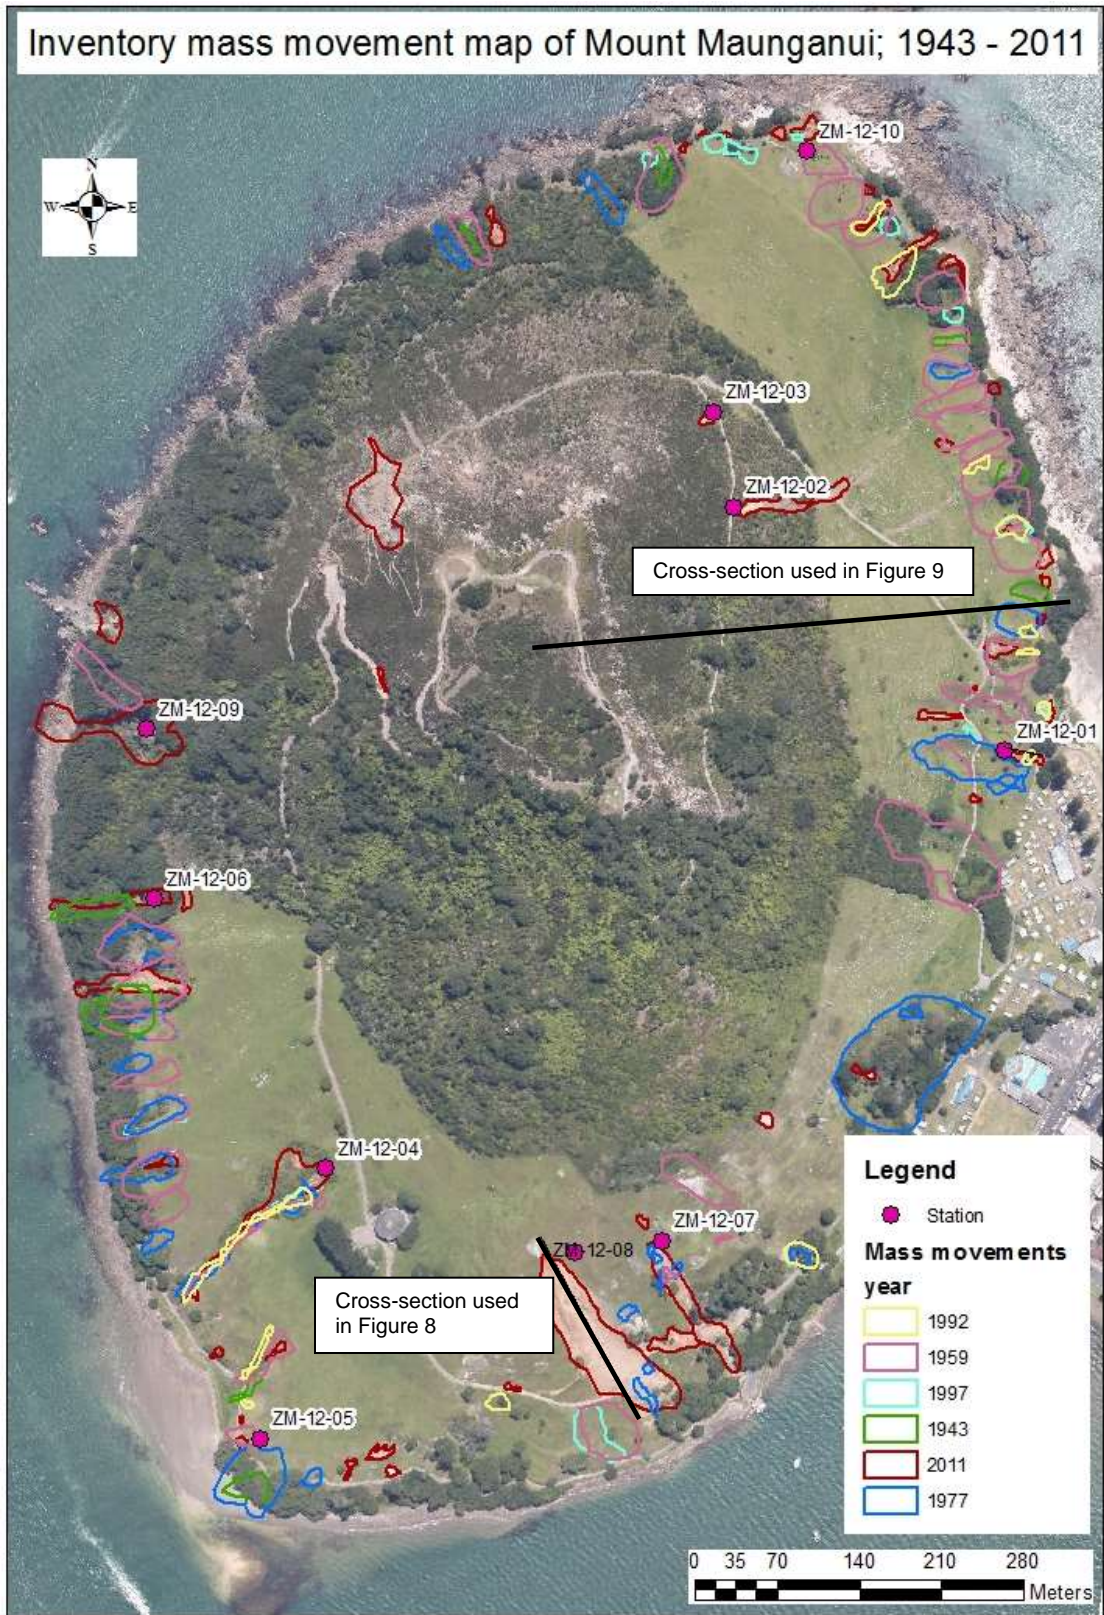 Inventory mass movement map of Mount Maunganui; 1943 - 2011
N
W E
S
ZM-12-10
ZM-12-03
ZM-12-02
Cross-section used in Figure 9
ZM-12-09
ZM-12-01
ZM-12-06
ZM-12-04
ZM-12-07
ZM-12-08
Cross-section used
in Figure 8
ZM-12-05
Legend
Station
Mass movements
year
1992
1959
1997
1943
2011
1977
0 35 70 140 210 280
Meters